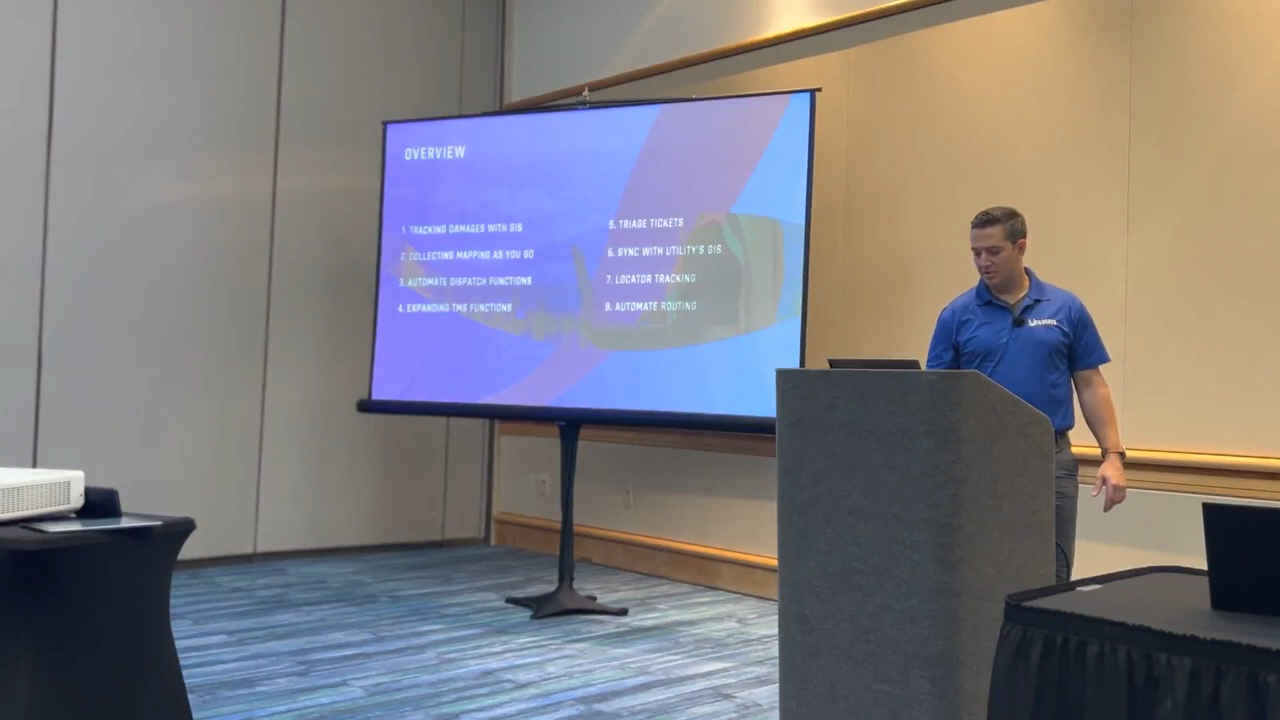 OVERVIEW
1. TRACKING DAMAGES WITH GIS
2. COLLECTING MAPPING AS YOU GO
3. AUTOMATE DISPATCH FUNCTIONS
4. EXPANDING TMS FUNCTIONS
5. TRIAGE TICKETS
6. SYNC WITH UTILITY'S GIS
7. LOCATOR TRACKING
8. AUTOMATE ROUTING